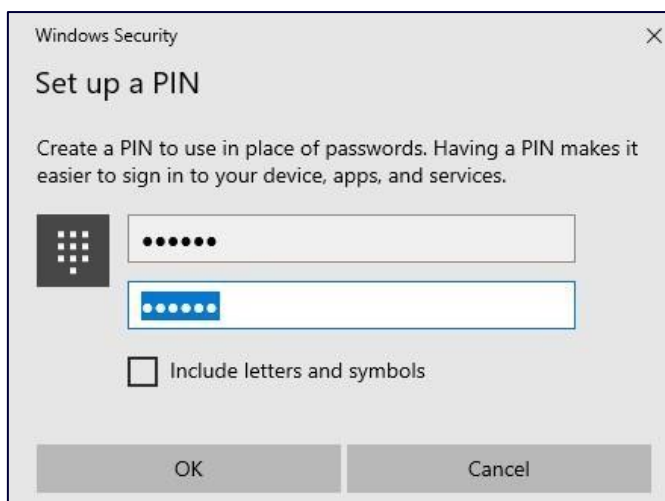 Windows Security
Set up a PIN
Create a PIN to use in place of passwords. Having a PIN makes it
easier to sign in to your device, apps, and services.
••••••
••••••
Include letters and symbols
OK
Cancel